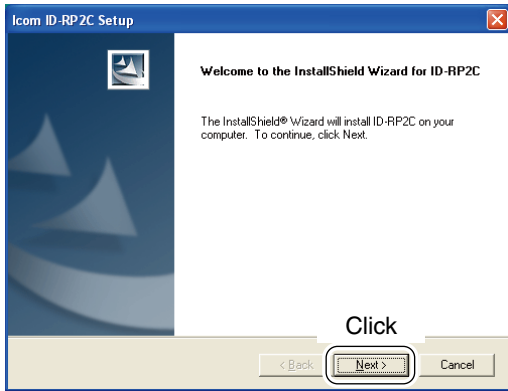 Icom ID-RP2C Setup
Welcome to the InstallShield Wizard for ID-RP2C
The InstallShield® Wizard will install ID-RP2C on your
computer. To continue, click Next.
Click
< Back Next > Cancel